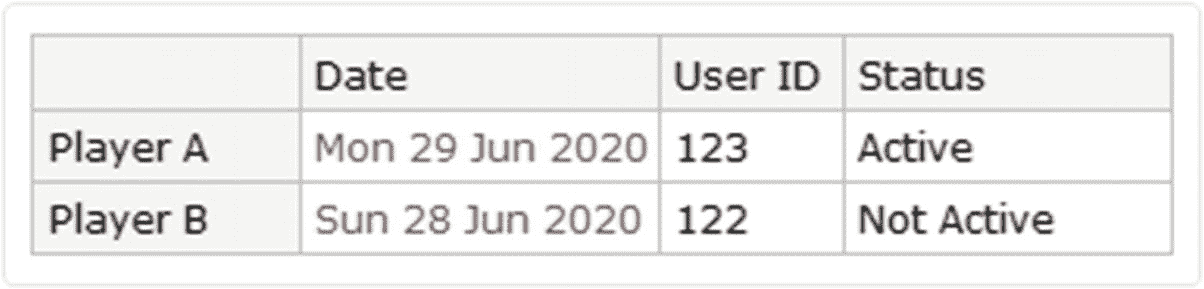 Date User ID Status
Player A Mon 29 Jun 2020 123 Active
Player B Sun 28 Jun 2020 122 Not Active